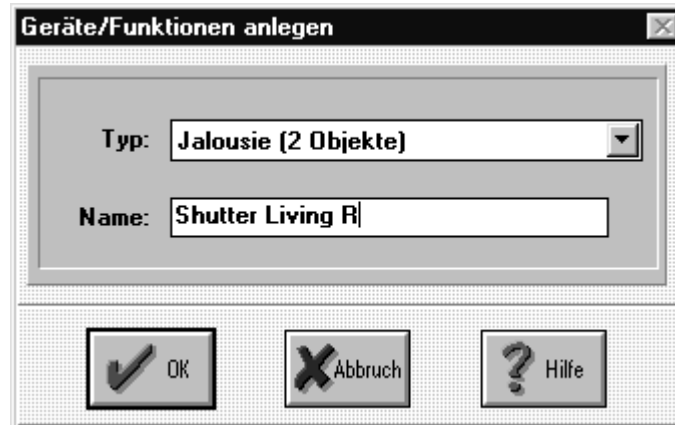 Geräte/Funktionen anlegen
Typ: Jalousie (2 Objekte)
Name: Shutter Living R
OK Abbruch Hilfe